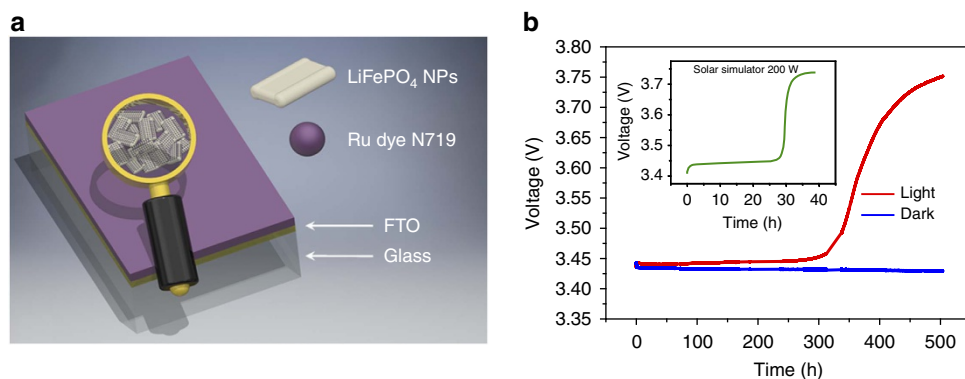 a
LiFePO₄ NPs
Ru dye N719
FTO
Glass
b
3.80
3.75
3.70
3.65
3.60
3.55
3.50
3.45
3.40
3.35
Voltage (V)
0
100
200
300
400
500
Time (h)
Solar simulator 200 W
3.7
3.6
3.5
3.4
Voltage (V)
0
10
20
30
40
Time (h)
Light
Dark